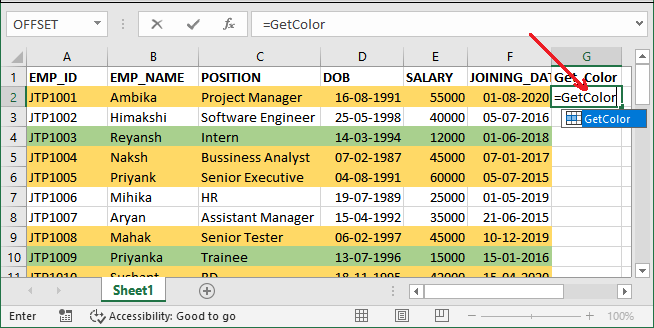 OFFSET =GetColor
A B C D E F G
1 EMP_ID EMP_NAME POSITION DOB SALARY JOINING_DAT Get_Color
2 JTP1001 Ambika Project Manager 16-08-1991 55000 01-08-2020 =GetColor
3 JTP1002 Himakshi Software Engineer 25-05-1998 40000 05-07-2016 GetColor
4 JTP1003 Reyansh Intern 14-03-1994 12000 01-06-2018
5 JTP1004 Naksh Bussiness Analyst 07-02-1987 45000 07-01-2017
6 JTP1005 Priyank Senior Executive 04-08-1991 60000 05-07-2015
7 JTP1006 Mihika HR 19-07-1989 25000 01-05-2019
8 JTP1007 Aryan Assistant Manager 15-04-1992 35000 21-06-2015
9 JTP1008 Mahak Senior Tester 06-02-1997 45000 10-12-2019
10 JTP1009 Priyanka Trainee 13-07-1996 15000 15-01-2016
11 JTP1010 Sushant 18-11-1995 42000 15-04-2020
Sheet1
Enter Accessibility: Good to go 100%